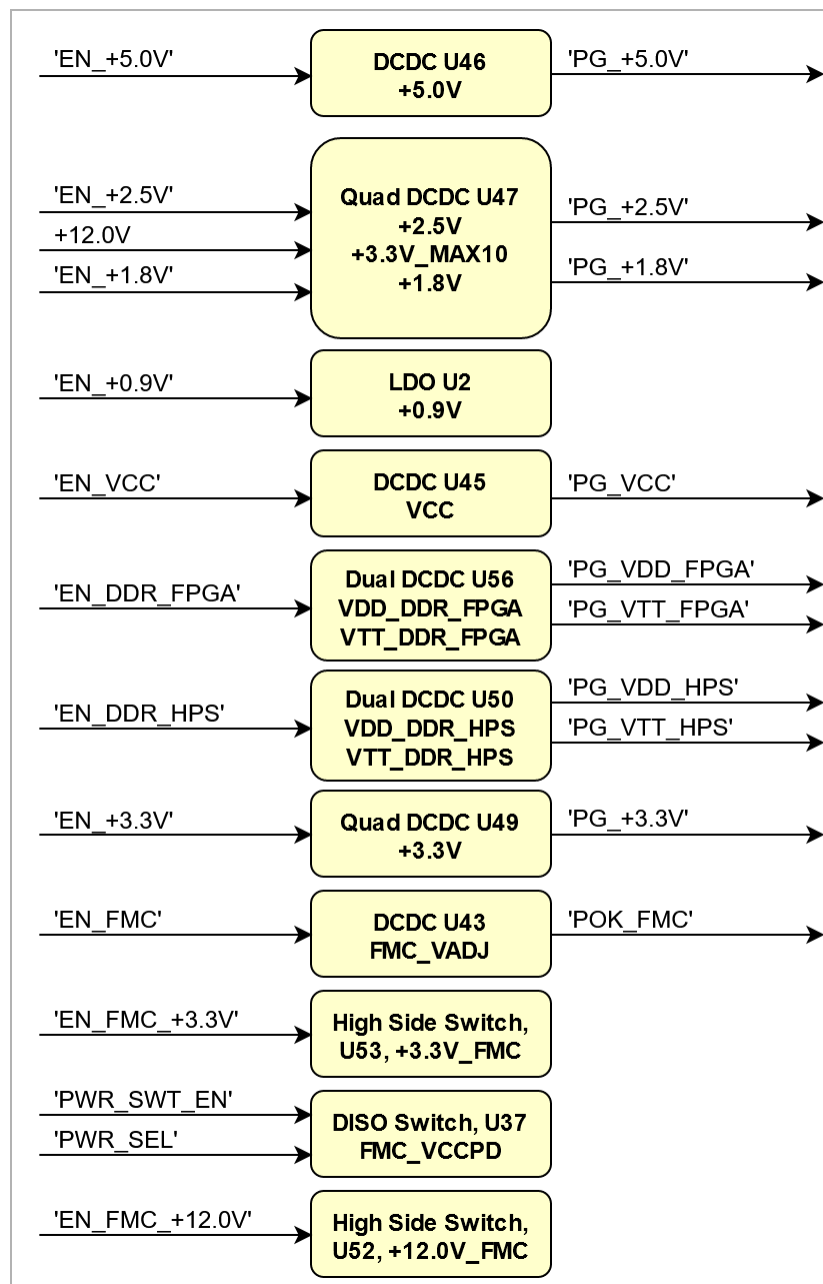 'EN_+5.0V'
DCDC U46
+5.0V
'PG_+5.0V'
'EN_+2.5V'
+12.0V
'EN_+1.8V'
Quad DCDC U47
+2.5V
+3.3V_MAX10
+1.8V
'PG_+2.5V'
'PG_+1.8V'
'EN_+0.9V'
LDO U2
+0.9V
'EN_VCC'
DCDC U45
VCC
'PG_VCC'
'EN_DDR_FPGA'
Dual DCDC U56
VDD_DDR_FPGA
VTT_DDR_FPGA
'PG_VDD_FPGA'
'PG_VTT_FPGA'
'EN_DDR_HPS'
Dual DCDC U50
VDD_DDR_HPS
VTT_DDR_HPS
'PG_VDD_HPS'
'PG_VTT_HPS'
'EN_+3.3V'
Quad DCDC U49
+3.3V
'PG_+3.3V'
'EN_FMC'
DCDC U43
FMC_VADJ
'POK_FMC'
'EN_FMC_+3.3V'
High Side Switch,
U53, +3.3V_FMC
'PWR_SWT_EN'
'PWR_SEL'
DISO Switch, U37
FMC_VCCPD
'EN_FMC_+12.0V'
High Side Switch,
U52, +12.0V_FMC